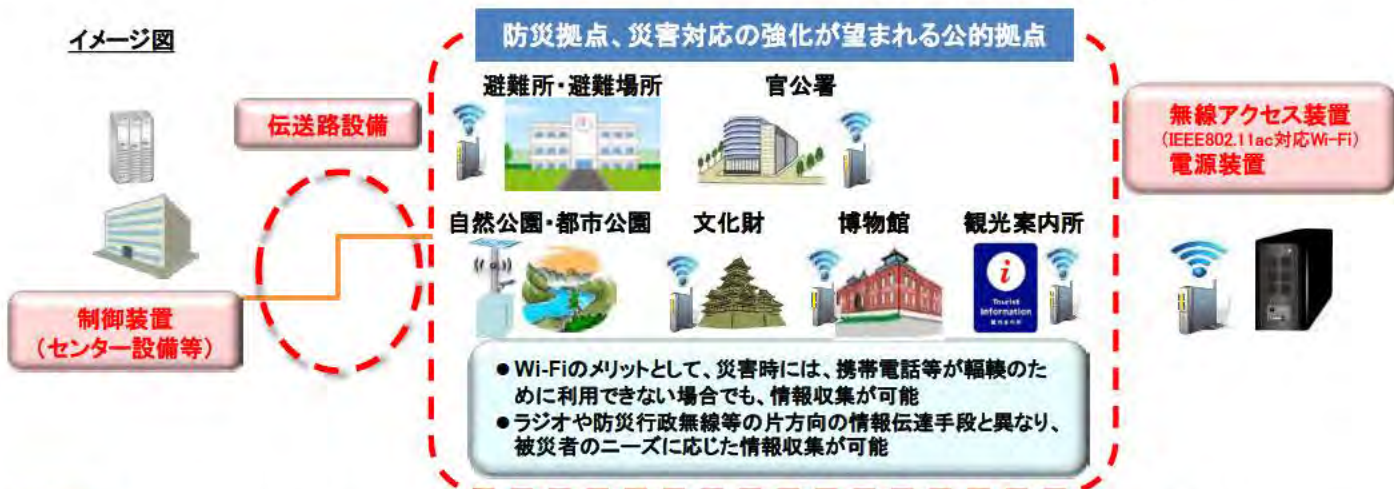 イメージ図
防災拠点、災害対応の強化が望まれる公的拠点
避難所・避難場所
官公署
伝送路設備
無線アクセス装置
(IEEE802.11ac対応Wi-Fi)
電源装置
自然公園・都市公園
文化財
博物館
観光案内所
i
Tourist
Information
観光案内所
制御装置
(センター設備等)
●Wi-Fiのメリットとして、災害時には、携帯電話等が輻輳のた
めに利用できない場合でも、情報収集が可能
●ラジオや防災行政無線等の片方向の情報伝達手段と異なり、
被災者のニーズに応じた情報収集が可能